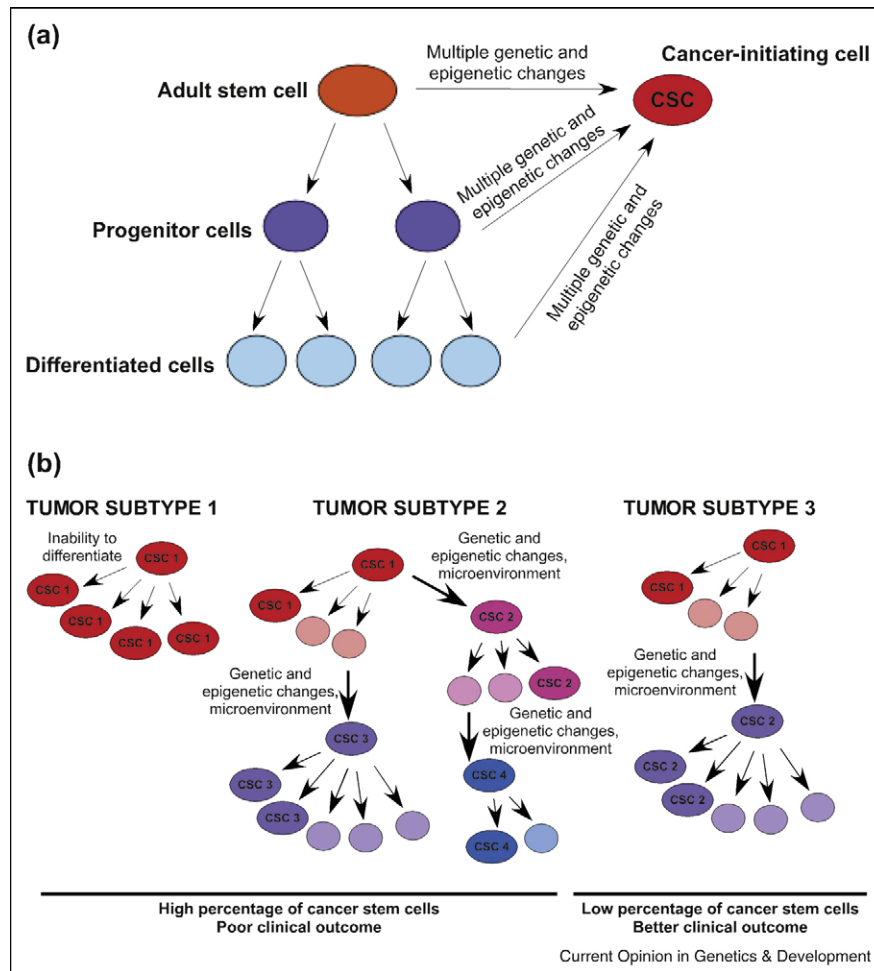 (a)
Multiple genetic and
epigenetic changes
Cancer-initiating cell
Adult stem cell
CSC
Multiple genetic and
epigenetic changes
Multiple genetic and
epigenetic changes
Progenitor cells
Differentiated cells
(b)
TUMOR SUBTYPE 1
Inability to
differentiate
CSC 1
CSC 1
CSC 1
CSC 1
CSC 1
TUMOR SUBTYPE 2
CSC 1
CSC 1
Genetic and
epigenetic changes,
microenvironment
CSC 2
CSC 2
Genetic and
epigenetic changes,
microenvironment
CSC 3
CSC 3
CSC 3
Genetic and
epigenetic changes,
microenvironment
CSC 4
CSC 4
TUMOR SUBTYPE 3
CSC 1
CSC 1
Genetic and
epigenetic changes,
microenvironment
CSC 2
CSC 2
CSC 2
High percentage of cancer stem cells
Poor clinical outcome
Low percentage of cancer stem cells
Better clinical outcome
Current Opinion in Genetics & Development